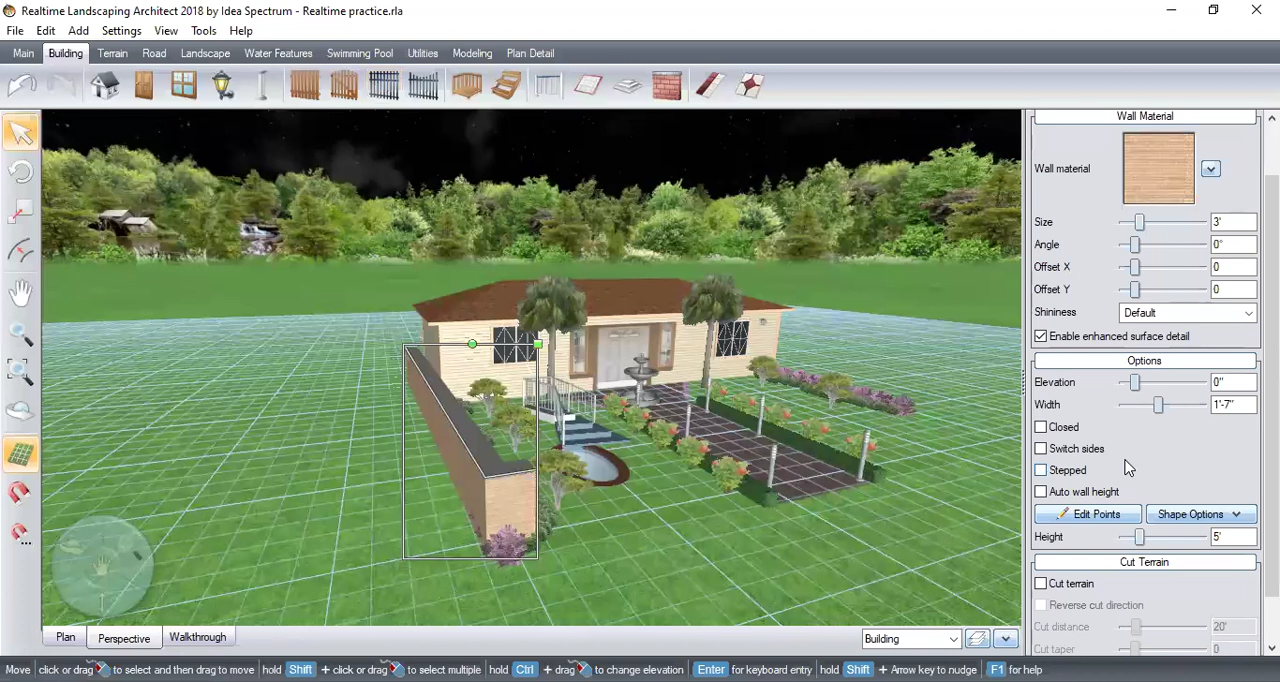 Realtime Landscaping Architect 2018 by Idea Spectrum - Realtime practice.rla
File Edit Add Settings View Tools Help
Main Building Terrain Road Landscape Water Features Swimming Pool Utilities Modeling Plan Detail
Wall Material
Wall material
Size 3'
Angle 0°
Offset X 0
Offset Y 0
Shininess Default
Enable enhanced surface detail
Options
Elevation 0"
Width 1'-7"
Closed
Switch sides
Stepped
Auto wall height
Edit Points Shape Options
Height 5'
Cut Terrain
Cut terrain
Reverse cut direction
Cut distance 20'
Cut taper 0
Plan Perspective Walkthrough Building
Move click or drag to select and then drag to move hold Shift + click or drag to select multiple hold Ctrl + drag to change elevation Enter for keyboard entry hold Shift + Arrow key to nudge F1 for help